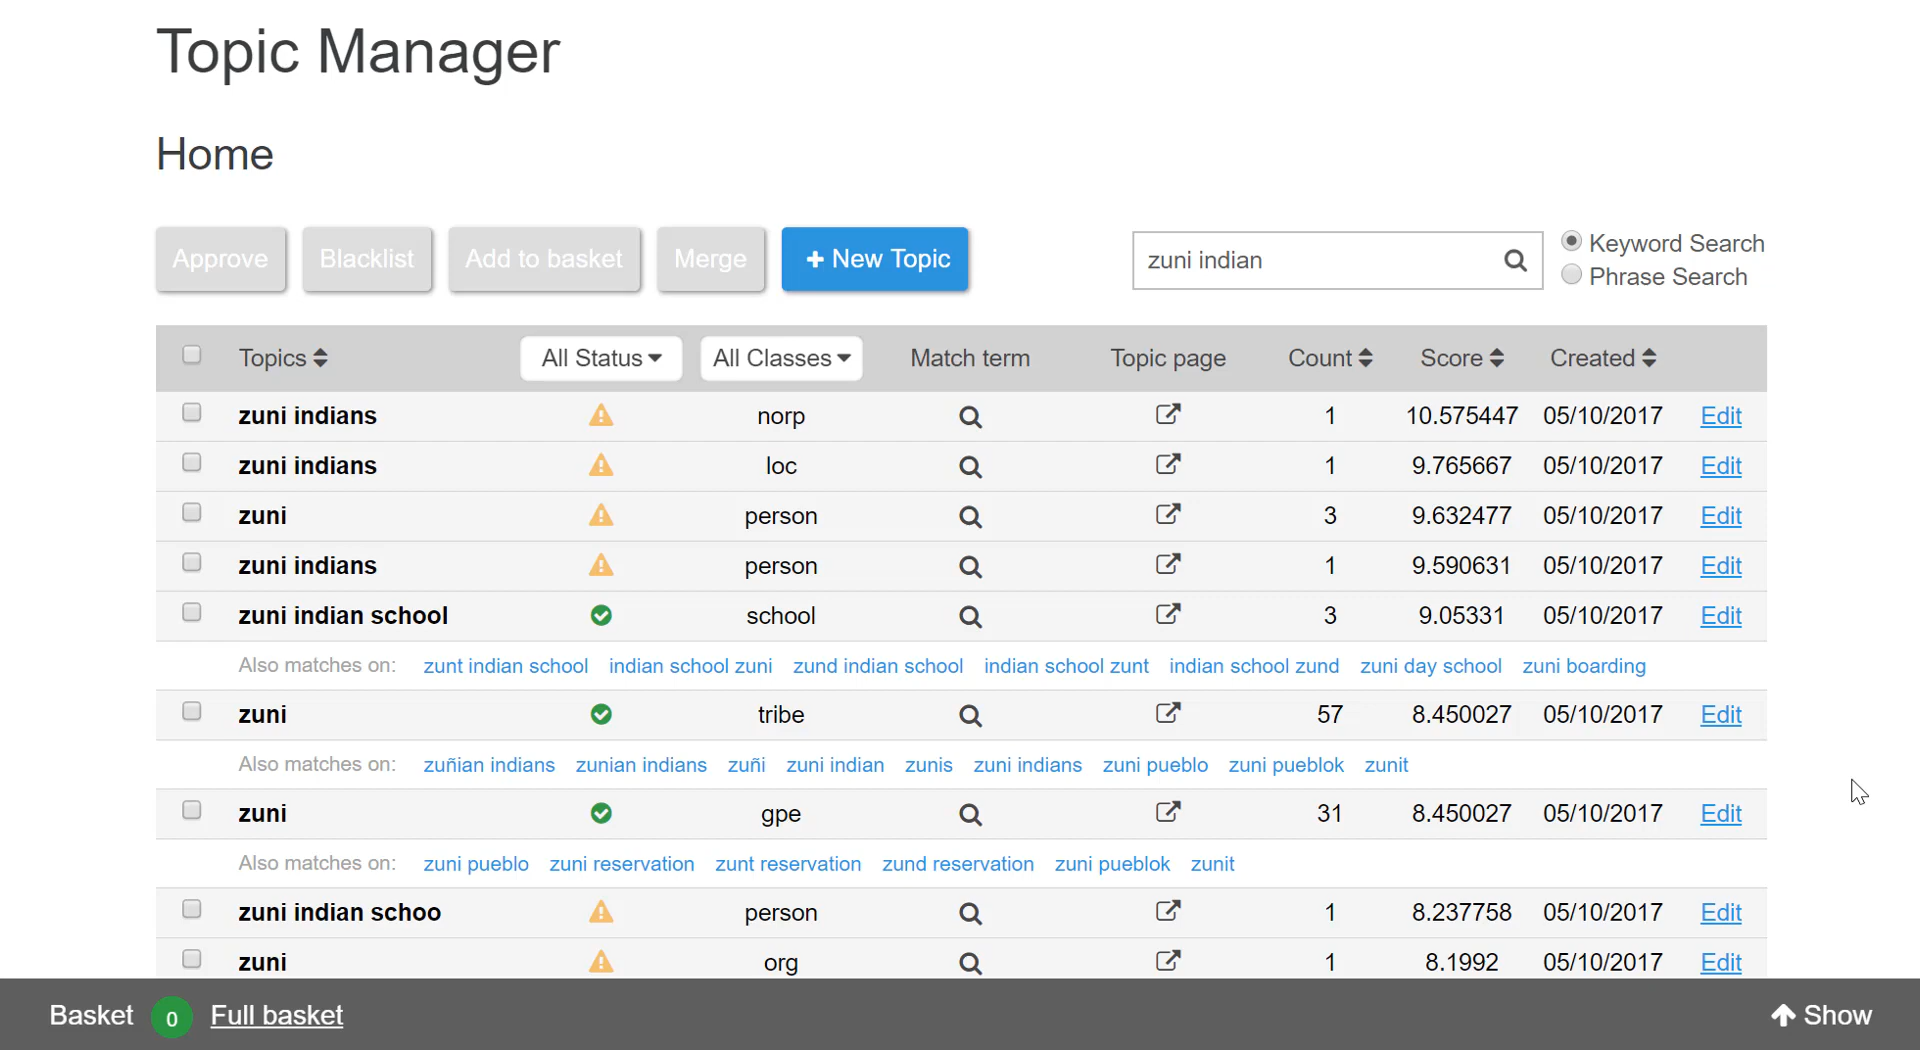 Topic Manager
Home
Approve Blacklist Add to basket Merge + New Topic zuni indian Keyword Search
Phrase Search
Topics All Status All Classes Match term Topic page Count Score Created
zuni indians norp 1 10.575447 05/10/2017 Edit
zuni indians loc 1 9.765667 05/10/2017 Edit
zuni person 3 9.632477 05/10/2017 Edit
zuni indians person 1 9.590631 05/10/2017 Edit
zuni indian school school 3 9.05331 05/10/2017 Edit
Also matches on: zunt indian school indian school zuni zund indian school indian school zunt indian school zund zuni day school zuni boarding
zuni tribe 57 8.450027 05/10/2017 Edit
Also matches on: zuñian indians zunian indians zuñi zuni indian zunis zuni indians zuni pueblo zuni pueblok zunit
zuni gpe 31 8.450027 05/10/2017 Edit
Also matches on: zuni pueblo zuni reservation zunt reservation zund reservation zuni pueblok zunit
zuni indian schoo person 1 8.237758 05/10/2017 Edit
zuni org 1 8.1992 05/10/2017 Edit
Basket 0 Full basket Show